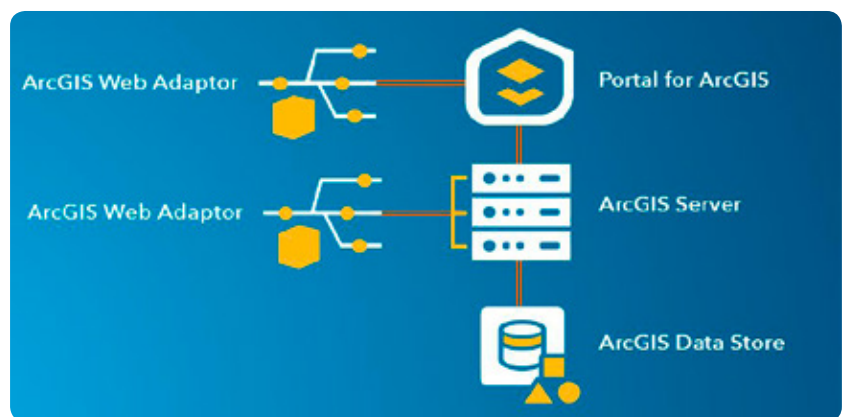 ArcGIS Web Adaptor
Portal for ArcGIS
ArcGIS Web Adaptor
ArcGIS Server
ArcGIS Data Store